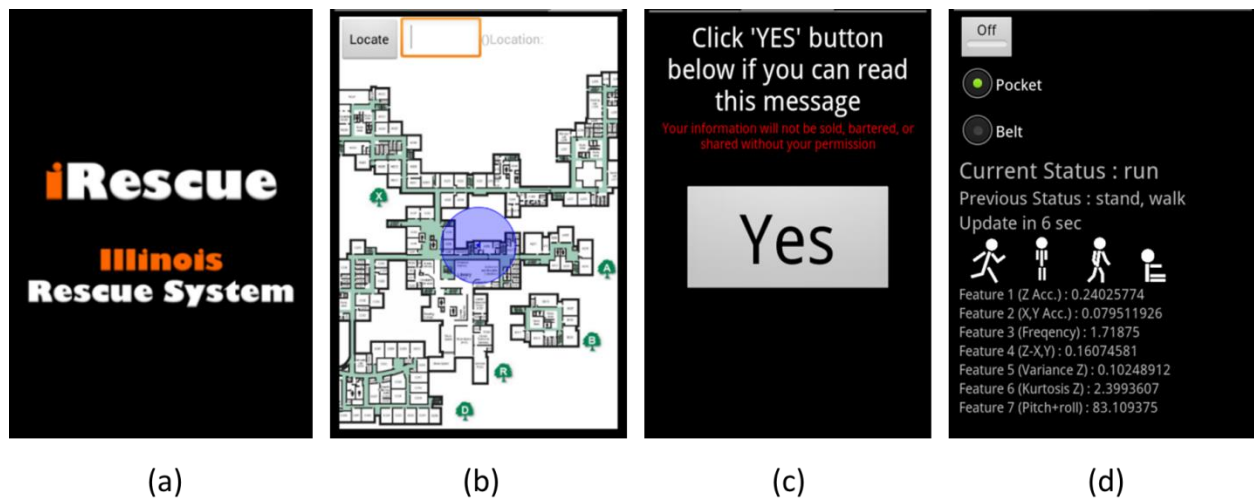 iRescue
Illinois
Rescue System
Locate
()Location:
X
A
B
R
D
Click 'YES' button
below if you can read
this message
Your information will not be sold, bartered, or
shared without your permission
Yes
Off
Pocket
Belt
Current Status : run
Previous Status : stand, walk
Update in 6 sec
Feature 1 (Z Acc.) : 0.24025774
Feature 2 (X,Y Acc.) : 0.079511926
Feature 3 (Freqency) : 1.71875
Feature 4 (Z-X,Y) : 0.16074581
Feature 5 (Variance Z) : 0.10248912
Feature 6 (Kurtosis Z) : 2.3993607
Feature 7 (Pitch+roll) : 83.109375
(a)
(b)
(c)
(d)